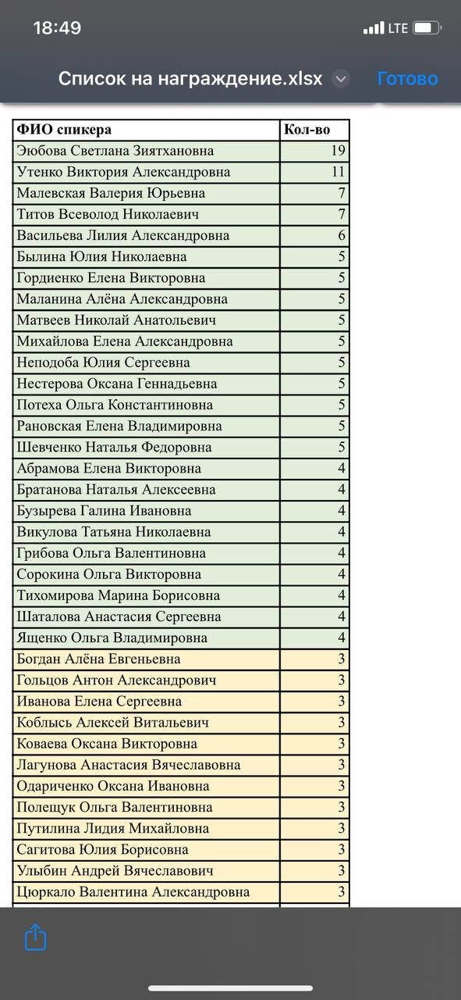 18:49
LTE
Список на награждение.xlsx
Готово
ФИО спикера Кол-во
Эюбова Светлана Зиятхановна 19
Утенко Виктория Александровна 11
Малевская Валерия Юрьевна 7
Титов Всеволод Николаевич 7
Васильева Лилия Александровна 6
Былина Юлия Николаевна 5
Гордиенко Елена Викторовна 5
Маланина Алёна Александровна 5
Матвеев Николай Анатольевич 5
Михайлова Елена Александровна 5
Неподоба Юлия Сергеевна 5
Нестерова Оксана Геннадьевна 5
Потеха Ольга Константиновна 5
Рановская Елена Владимировна 5
Шевченко Наталья Федоровна 5
Абрамова Елена Викторовна 4
Братанова Наталья Алексеевна 4
Бузырева Галина Ивановна 4
Викулова Татьяна Николаевна 4
Грибова Ольга Валентиновна 4
Сорокина Ольга Викторовна 4
Тихомирова Марина Борисовна 4
Шаталова Анастасия Сергеевна 4
Ященко Ольга Владимировна 4
Богдан Алёна Евгеньевна 3
Гольцов Антон Александрович 3
Иванова Елена Сергеевна 3
Коблысь Алексей Витальевич 3
Коваева Оксана Викторовна 3
Лагунова Анастасия Вячеславовна 3
Одариченко Оксана Ивановна 3
Полещук Ольга Валентиновна 3
Путилина Лидия Михайловна 3
Сагитова Юлия Борисовна 3
Улыбин Андрей Вячеславович 3
Цюркало Валентина Александровна 3